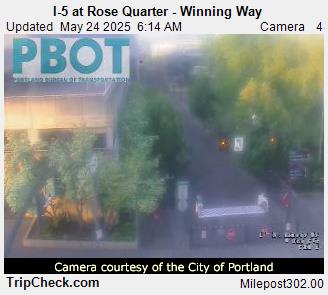 I-5 at Rose Quarter - Winning Way
Updated May 24 2025 6:14 AM Camera 4
PBOT
PORTLAND BUREAU OF TRANSPORTATION
Camera courtesy of the City of Portland
TripCheck.com Milepost302.00